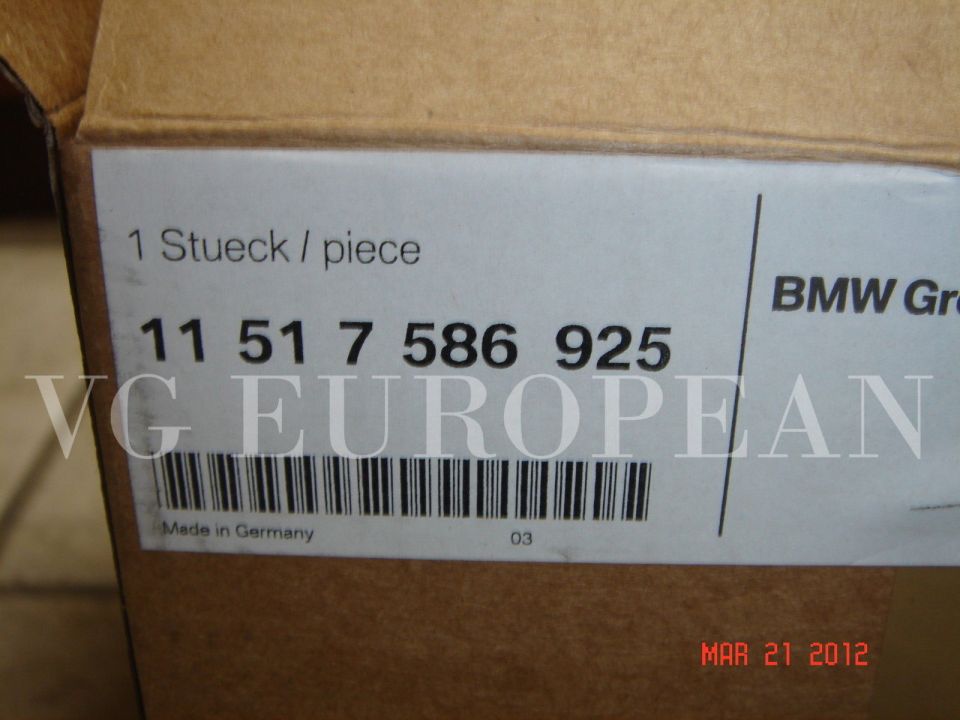 1 Stueck / piece
11 51 7 586 925
BMW Gr
VG EUROPEAN
Made in Germany 03
MAR 21 2012